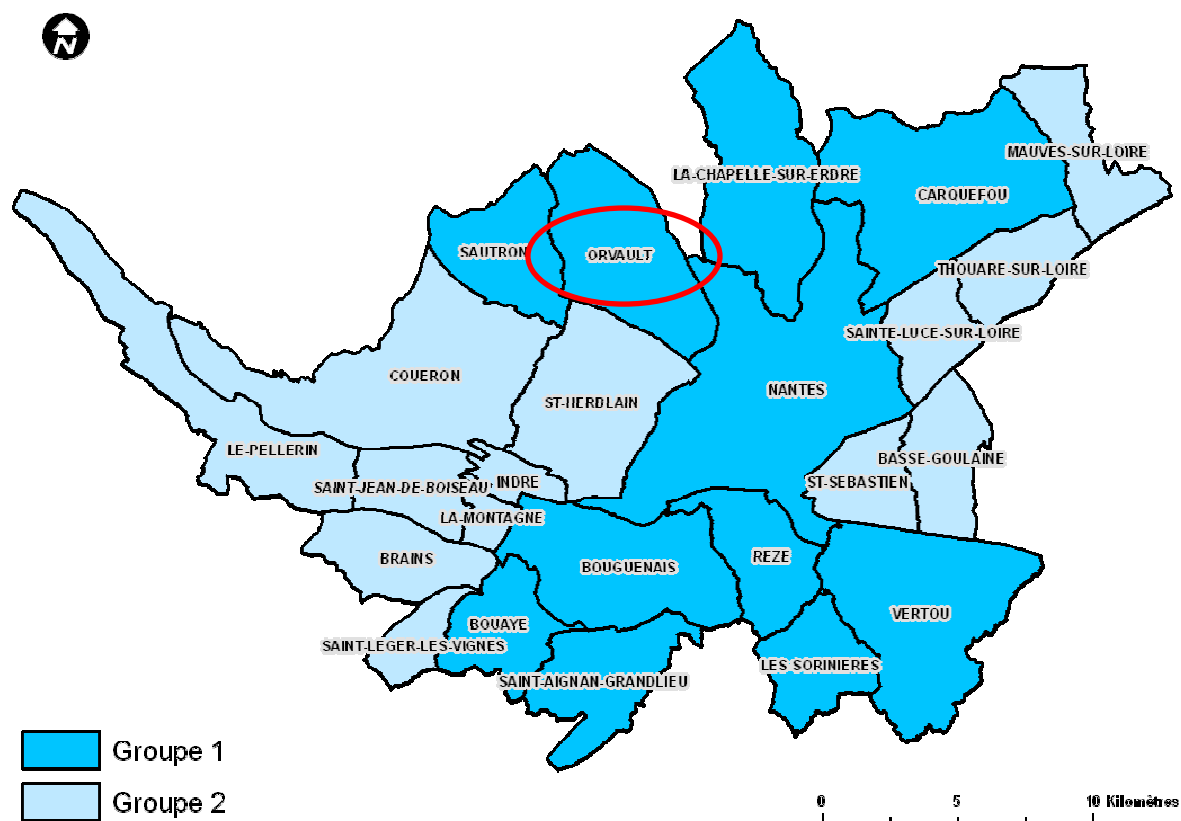 N
MAUVES-SUR-LOIRE
LA-CHAPELLE-SUR-ERDRE
CARQUEFOU
SAUTRON
ORVAULT
THOUARE-SUR-LOIRE
SAINTE-LUCE-SUR-LOIRE
COUERON
NANTES
ST-HERBLAIN
LE-PELLERIN
BASSE-GOULAINE
SAINT-JEAN-DE-BOISEAU
INDRE
ST-SEBASTIEN
LA-MONTAGNE
BRAINS
BOUGUENAIS
REZE
VERTOU
BOUAYE
SAINT-LEGER-LES-VIGNES
LES SORINIERES
SAINT-AIGNAN-GRANDLIEU
Groupe 1
Groupe 2
0 5 10 Kilomètres